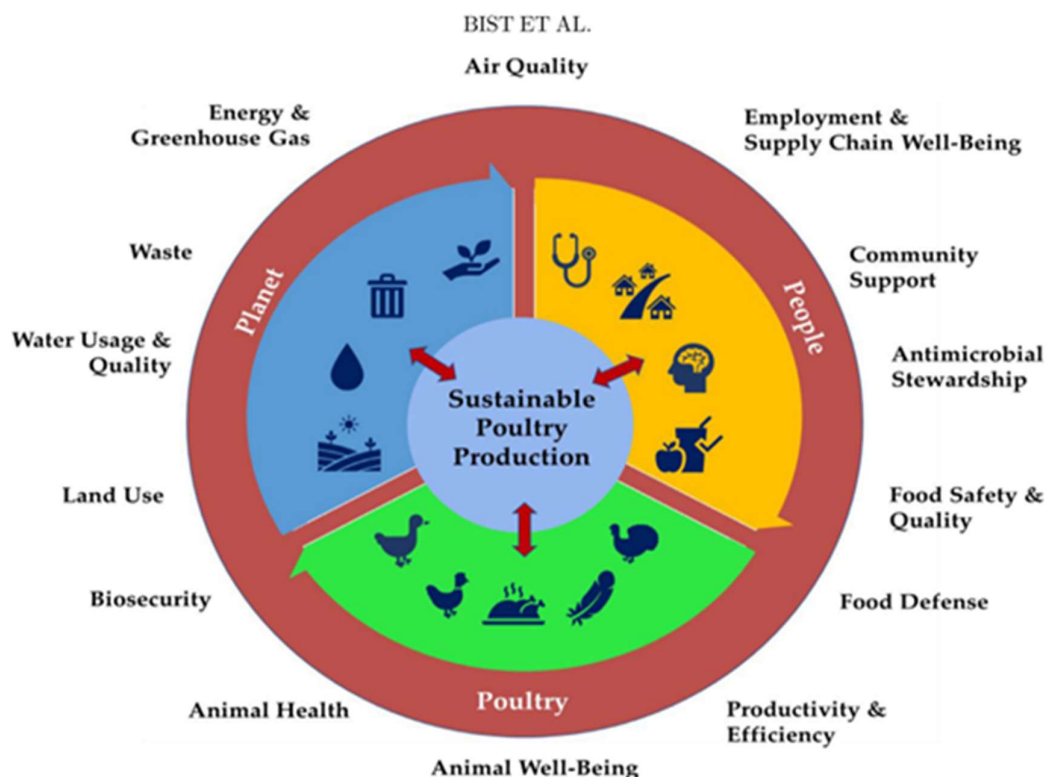 BIST ET AL.
Air Quality
Energy &
Greenhouse Gas
Employment &
Supply Chain Well-Being
Waste
Community
Support
Planet
People
Water Usage &
Quality
Antimicrobial
Stewardship
Sustainable
Poultry
Production
Land Use
Food Safety &
Quality
Biosecurity
Food Defense
Animal Health
Poultry
Productivity &
Efficiency
Animal Well-Being